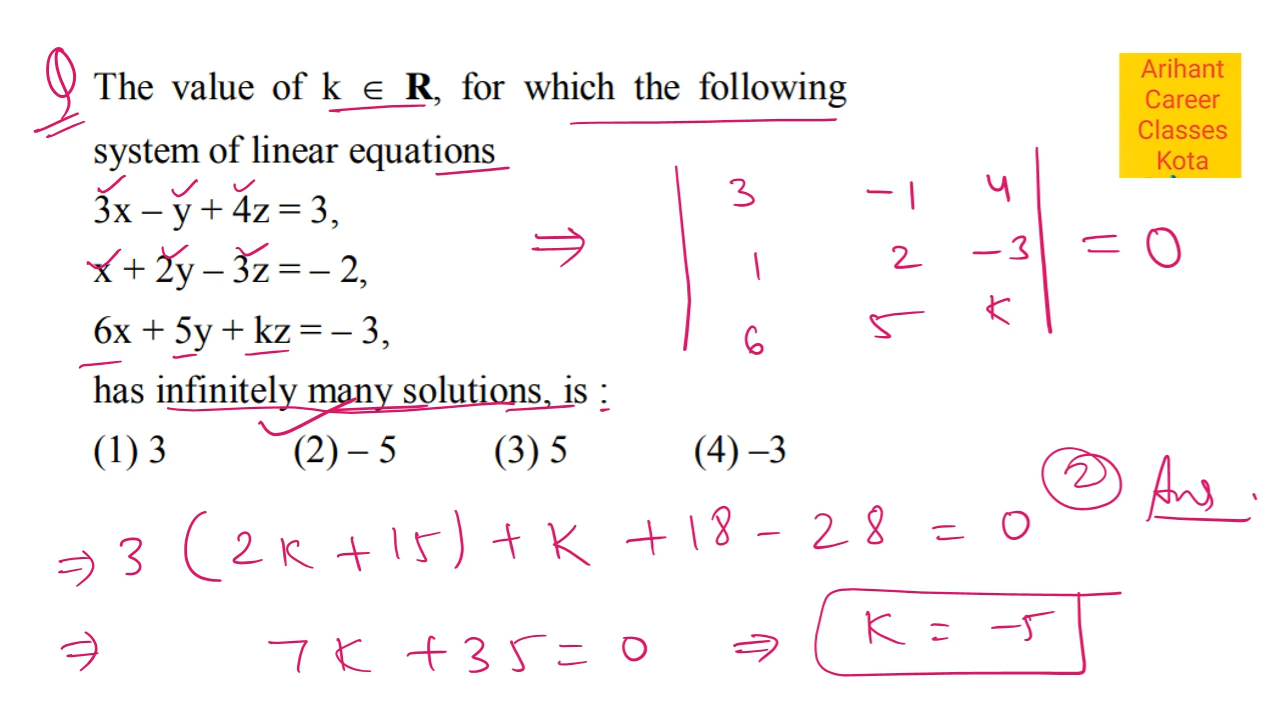 Q The value of k ∈ R, for which the following
system of linear equations
3x – y + 4z = 3,
x + 2y – 3z = – 2,
6x + 5y + kz = – 3,
has infinitely many solutions, is :
(1) 3 (2) – 5 (3) 5 (4) –3
Arihant
Career
Classes
Kota
⇒ | 3 -1 4 |
| 1 2 -3 | = 0
| 6 5 K |
② Ans.
⇒ 3 (2K + 15) + K + 18 - 28 = 0
⇒ 7K + 35 = 0 ⇒ K = -5